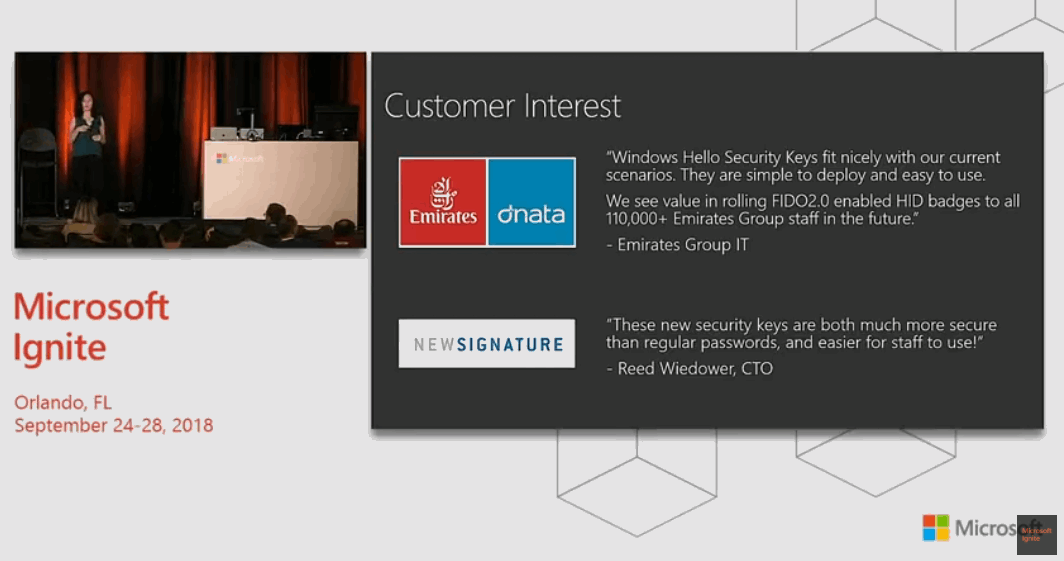 Microsoft
Customer Interest
Emirates
dnata
"Windows Hello Security Keys fit nicely with our current
scenarios. They are simple to deploy and easy to use.
We see value in rolling FIDO2.0 enabled HID badges to all
110,000+ Emirates Group staff in the future."
- Emirates Group IT
NEWSIGNATURE
"These new security keys are both much more secure
than regular passwords, and easier for staff to use!"
- Reed Wiedower, CTO
Microsoft
Ignite
Orlando, FL
September 24-28, 2018
Microsoft
Microsoft
Ignite